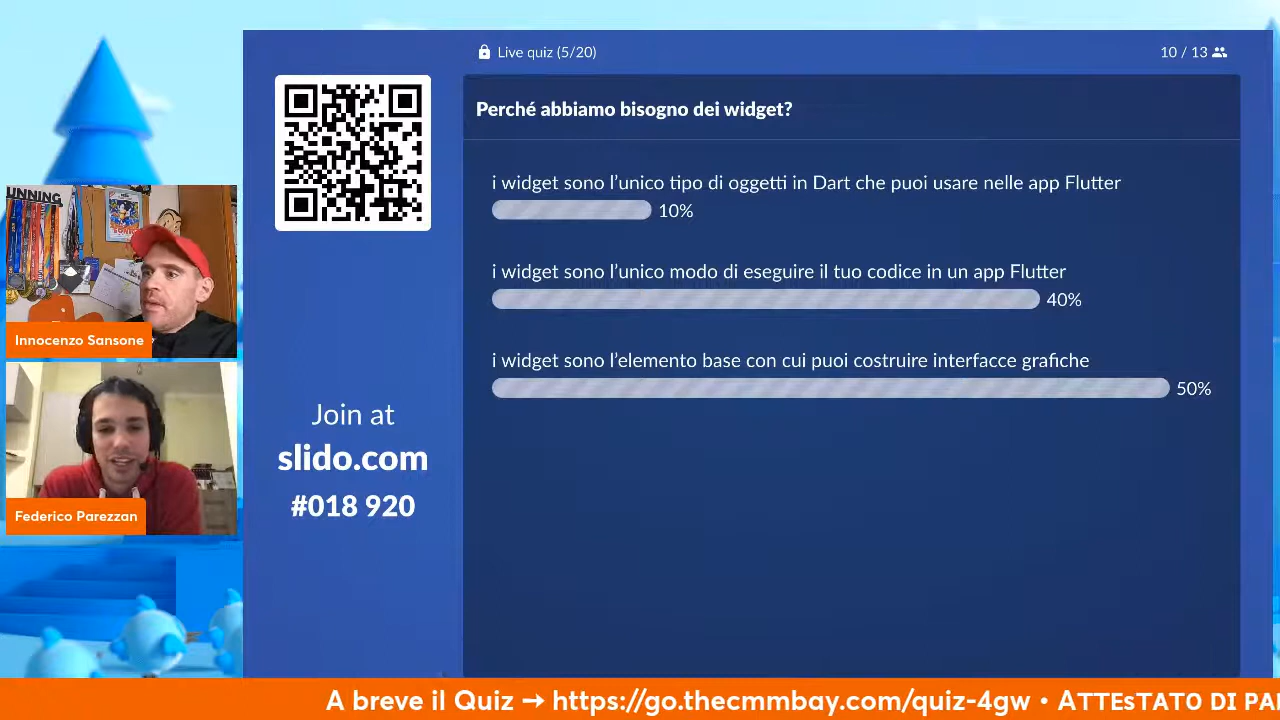 Live quiz (5/20)
10 / 13
Perché abbiamo bisogno dei widget?
i widget sono l'unico tipo di oggetti in Dart che puoi usare nelle app Flutter
10%
i widget sono l'unico modo di eseguire il tuo codice in un app Flutter
40%
i widget sono l'elemento base con cui puoi costruire interfacce grafiche
50%
Join at
slido.com
#018 920
UNNING
Innocenzo Sansone
Federico Parezzan
A breve il Quiz → https://go.thecmmbay.com/quiz-4gw • ATTEsTATO DI PA